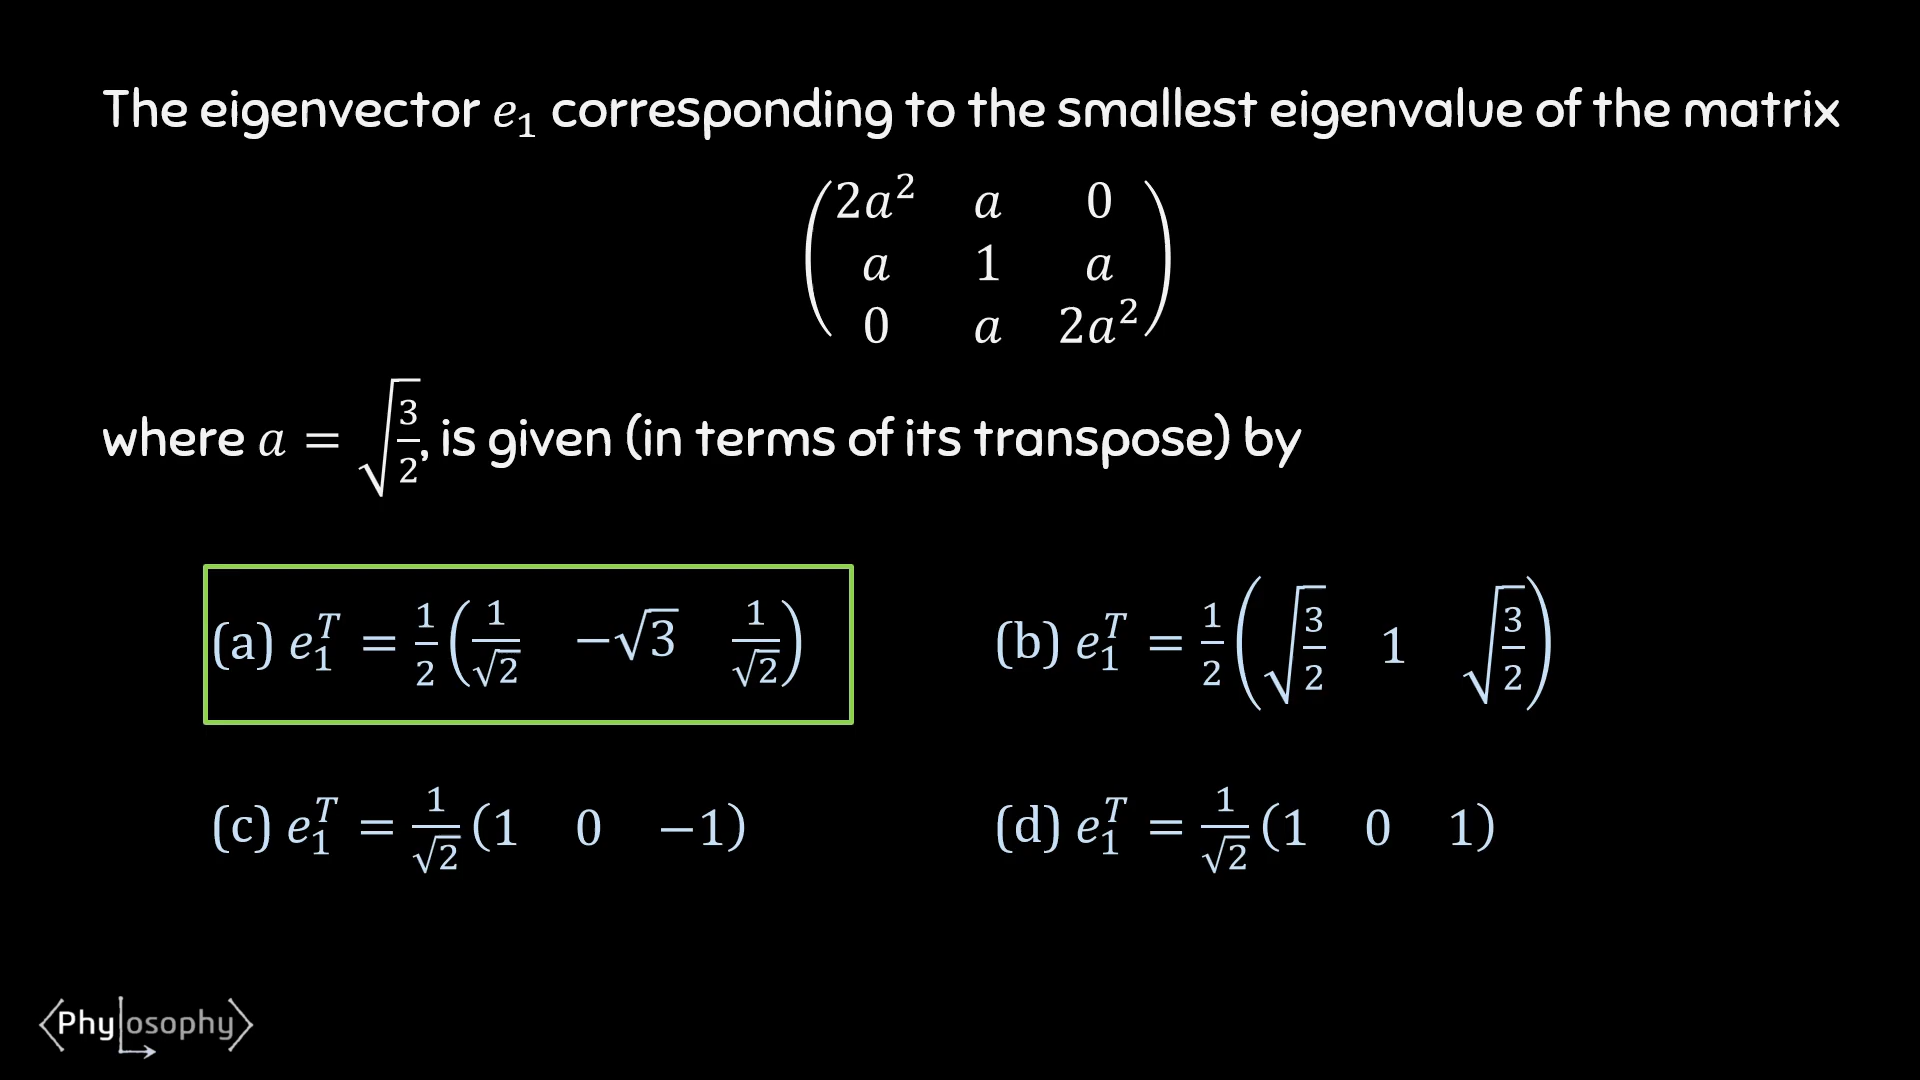 The eigenvector e₁ corresponding to the smallest eigenvalue of the matrix
2a² a 0
a 1 a
0 a 2a²
where a = √(3/2), is given (in terms of its transpose) by
(a) e₁ᵀ = 1/2 (1/√2 −√3 1/√2)
(b) e₁ᵀ = 1/2 (√(3/2) 1 √(3/2))
(c) e₁ᵀ = 1/√2 (1 0 −1)
(d) e₁ᵀ = 1/√2 (1 0 1)
Phylosophy